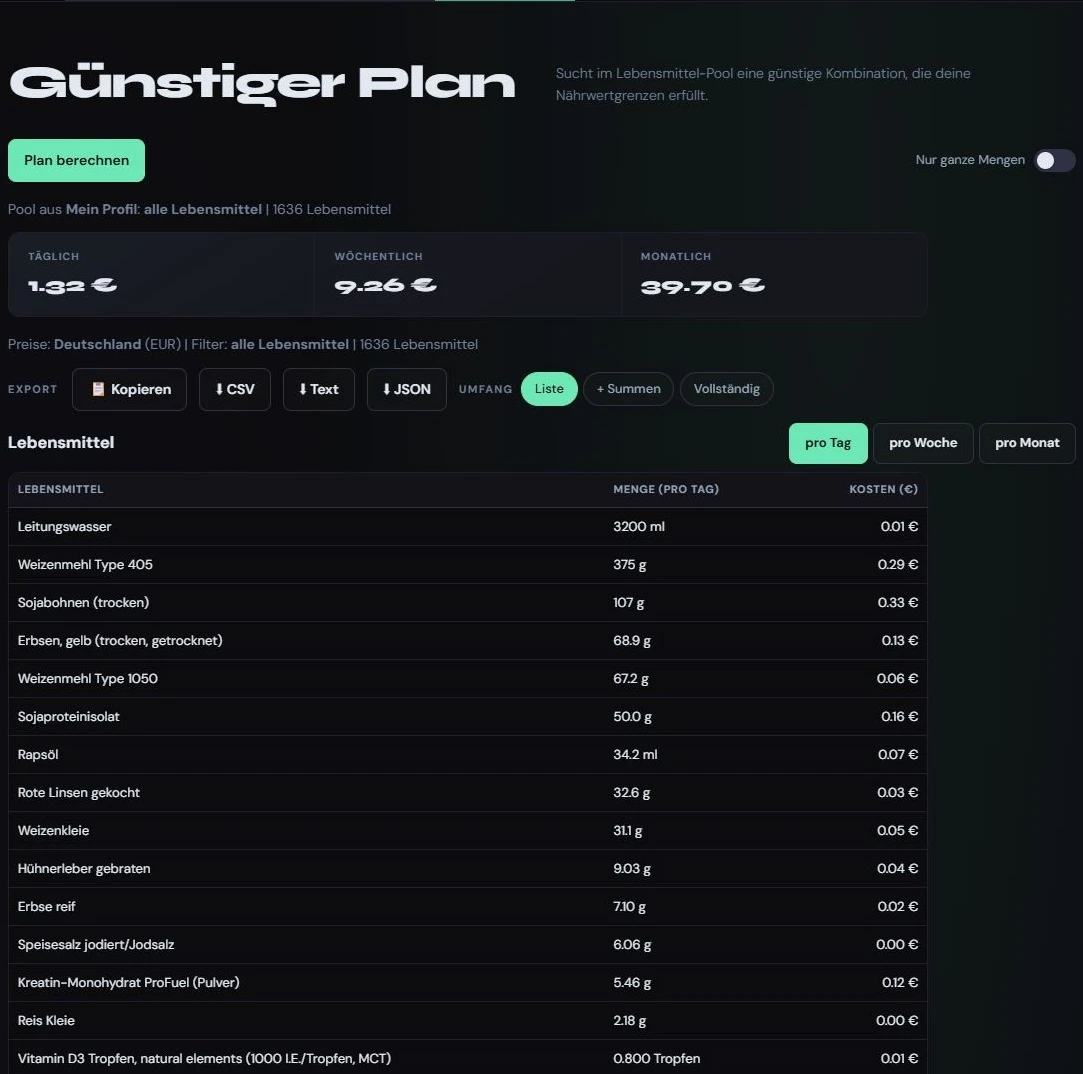 Günstiger Plan
Sucht im Lebensmittel-Pool eine günstige Kombination, die deine
Nährwertgrenzen erfüllt.
Plan berechnen
Nur ganze Mengen
Pool aus Mein Profil: alle Lebensmittel | 1636 Lebensmittel
TÄGLICH WÖCHENTLICH MONATLICH
1.32 € 9.26 € 39.70 €
Preise: Deutschland (EUR) | Filter: alle Lebensmittel | 1636 Lebensmittel
EXPORT 📋 Kopieren ⬇ CSV ⬇ Text ⬇ JSON UMFANG Liste + Summen Vollständig
Lebensmittel pro Tag pro Woche pro Monat
LEBENSMITTEL MENGE (PRO TAG) KOSTEN (€)
Leitungswasser 3200 ml 0.01 €
Weizenmehl Type 405 375 g 0.29 €
Sojabohnen (trocken) 107 g 0.33 €
Erbsen, gelb (trocken, getrocknet) 68.9 g 0.13 €
Weizenmehl Type 1050 67.2 g 0.06 €
Sojaproteinisolat 50.0 g 0.16 €
Rapsöl 34.2 ml 0.07 €
Rote Linsen gekocht 32.6 g 0.03 €
Weizenkleie 31.1 g 0.05 €
Hühnerleber gebraten 9.03 g 0.04 €
Erbse reif 7.10 g 0.02 €
Speisesalz jodiert/Jodsalz 6.06 g 0.00 €
Kreatin-Monohydrat ProFuel (Pulver) 5.46 g 0.12 €
Reis Kleie 2.18 g 0.00 €
Vitamin D3 Tropfen, natural elements (1000 I.E./Tropfen, MCT) 0.800 Tropfen 0.01 €